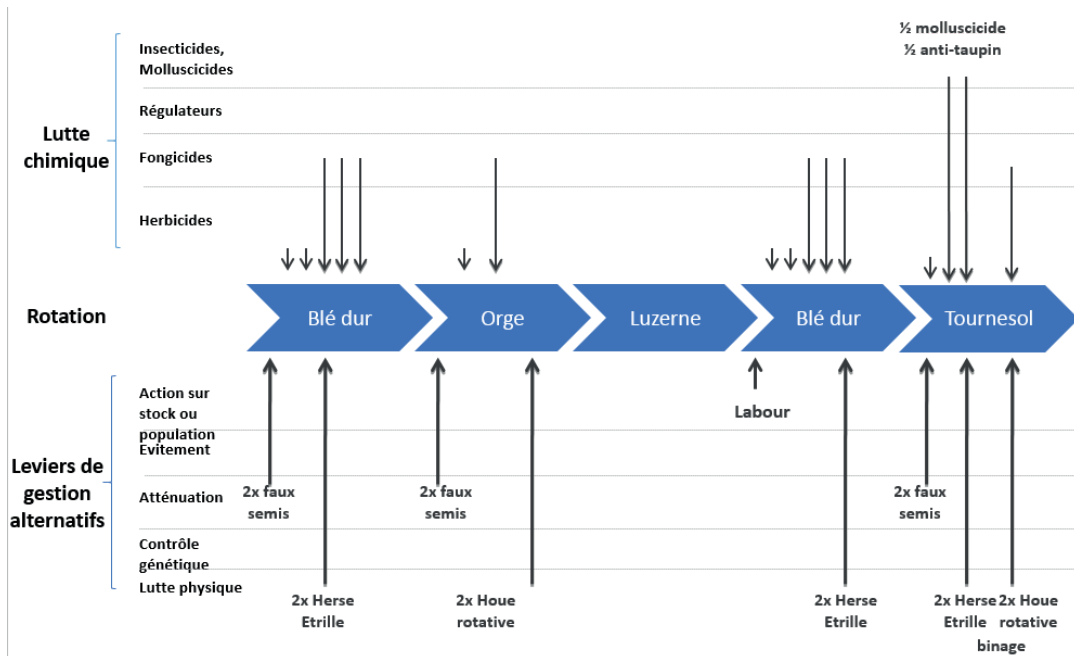 ½ molluscicide
½ anti-taupin
Insecticides,
Molluscicides
Régulateurs
Lutte
chimique
Fongicides
Herbicides
Rotation
Blé dur
Orge
Luzerne
Blé dur
Tournesol
Action sur
stock ou
population
Evitement
Labour
Leviers de
gestion
alternatifs
Atténuation
2x faux
semis
2x faux
semis
2x faux
semis
Contrôle
génétique
Lutte physique
2x Herse
Etrille
2x Houe
rotative
2x Herse
Etrille
2x Herse
Etrille
2x Houe
rotative
binage